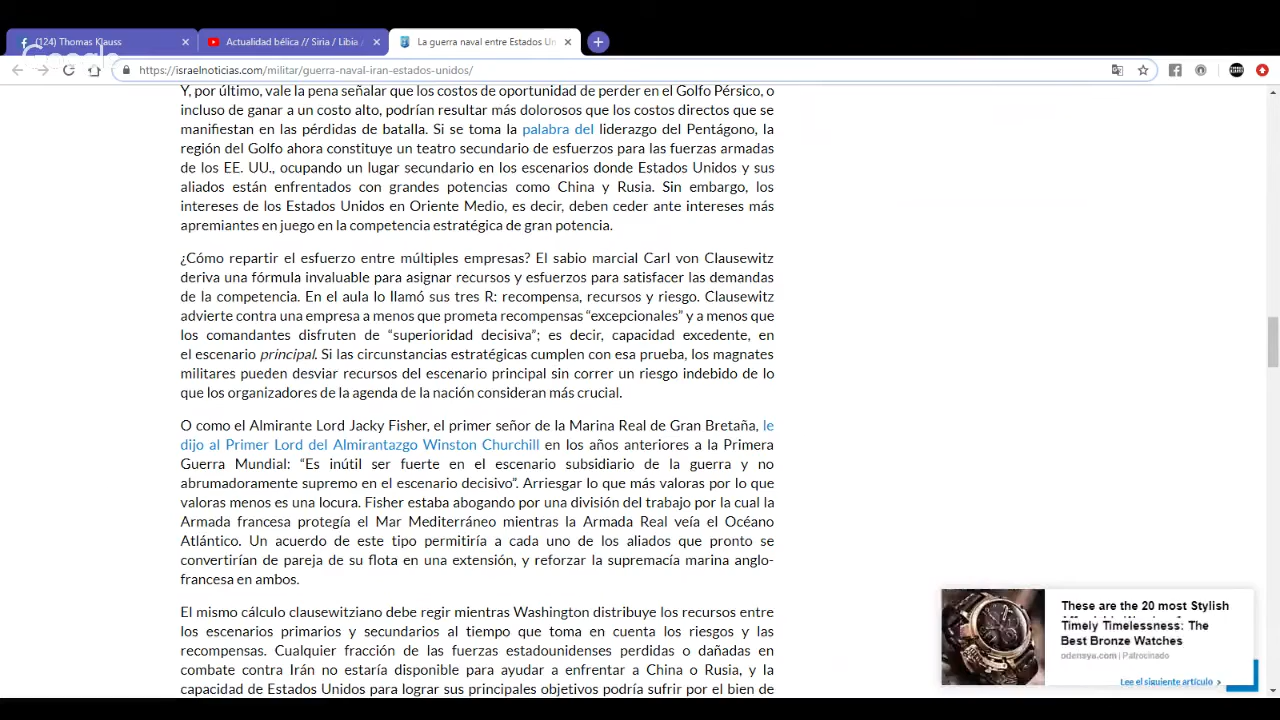 (124) Thomas Klauss
Actualidad bélica // Siria / Libia /
La guerra naval entre Estados Un
Google
https://israelnoticias.com/militar/guerra-naval-iran-estados-unidos/
Y, por último, vale la pena señalar que los costos de oportunidad de perder en el Golfo Pérsico, o
incluso de ganar a un costo alto, podrían resultar más dolorosos que los costos directos que se
manifiestan en las pérdidas de batalla. Si se toma la palabra del liderazgo del Pentágono, la
región del Golfo ahora constituye un teatro secundario de esfuerzos para las fuerzas armadas
de los EE. UU., ocupando un lugar secundario en los escenarios donde Estados Unidos y sus
aliados están enfrentados con grandes potencias como China y Rusia. Sin embargo, los
intereses de los Estados Unidos en Oriente Medio, es decir, deben ceder ante intereses más
apremiantes en juego en la competencia estratégica de gran potencia.
¿Cómo repartir el esfuerzo entre múltiples empresas? El sabio marcial Carl von Clausewitz
deriva una fórmula invaluable para asignar recursos y esfuerzos para satisfacer las demandas
de la competencia. En el aula lo llamó sus tres R: recompensa, recursos y riesgo. Clausewitz
advierte contra una empresa a menos que prometa recompensas “excepcionales” y a menos que
los comandantes disfruten de “superioridad decisiva”; es decir, capacidad excedente, en
el escenario principal. Si las circunstancias estratégicas cumplen con esa prueba, los magnates
militares pueden desviar recursos del escenario principal sin correr un riesgo indebido de lo
que los organizadores de la agenda de la nación consideran más crucial.
O como el Almirante Lord Jacky Fisher, el primer señor de la Marina Real de Gran Bretaña, le
dijo al Primer Lord del Almirantazgo Winston Churchill en los años anteriores a la Primera
Guerra Mundial: “Es inútil ser fuerte en el escenario subsidiario de la guerra y no
abrumadoramente supremo en el escenario decisivo”. Arriesgar lo que más valoras por lo que
valoras menos es una locura. Fisher estaba abogando por una división del trabajo por la cual la
Armada francesa protegía el Mar Mediterráneo mientras la Armada Real veía el Océano
Atlántico. Un acuerdo de este tipo permitiría a cada uno de los aliados que pronto se
convertirían de pareja de su flota en una extensión, y reforzar la supremacía marina anglo-
francesa en ambos.
El mismo cálculo clausewitziano debe regir mientras Washington distribuye los recursos entre
los escenarios primarios y secundarios al tiempo que toma en cuenta los riesgos y las
recompensas. Cualquier fracción de las fuerzas estadounidenses perdidas o dañadas en
combate contra Irán no estaría disponible para ayudar a enfrentar a China o Rusia, y la
capacidad de Estados Unidos para lograr sus principales objetivos podría sufrir por el bien de
These are the 20 most Stylish
Timely Timelessness: The
Best Bronze Watches
odensya.com | Patrocinado
Lee el siguiente artículo >